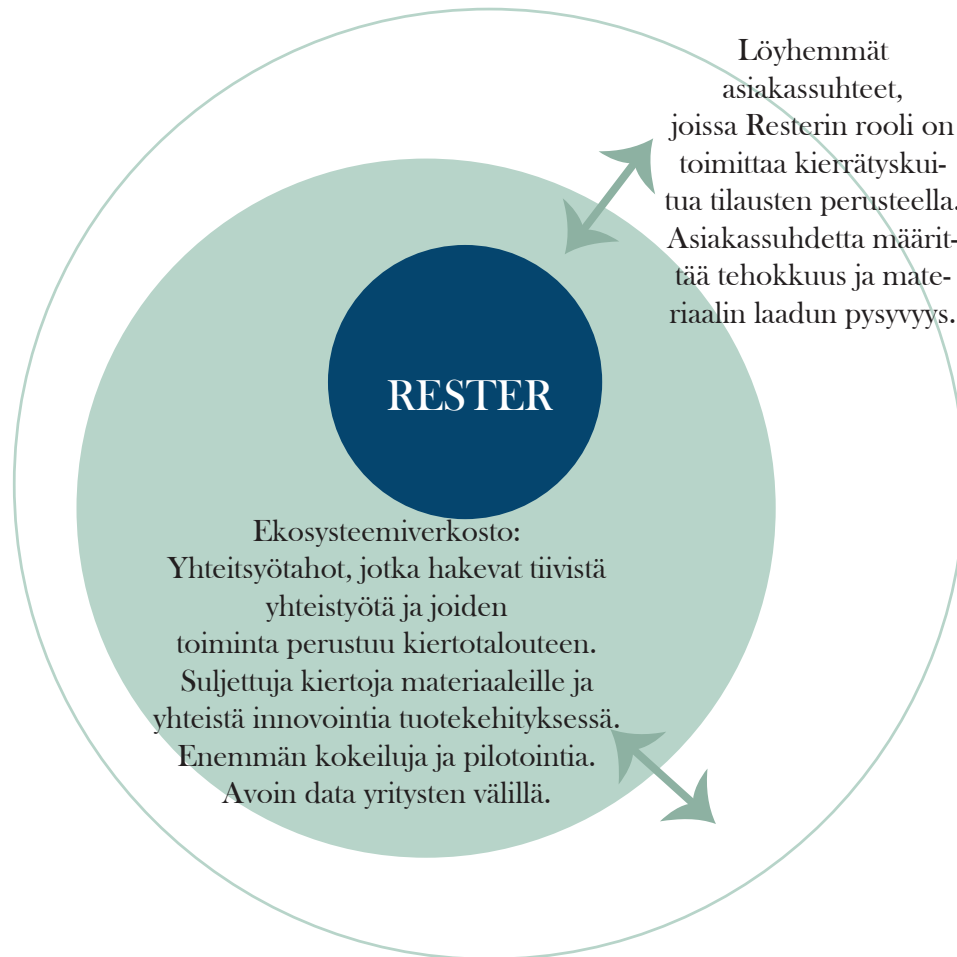 Löyhemmät
asiakassuhteet,
joissa Resterin rooli on
toimittaa kierrätyskui-
tua tilausten perusteella.
Asiakassuhdetta määrit-
tää tehokkuus ja mate-
riaalin laadun pysyvyys.
RESTER
Ekosysteemiverkosto:
Yhteitsyötahot, jotka hakevat tiivistä
yhteistyötä ja joiden
toiminta perustuu kiertotalouteen.
Suljettuja kiertoja materiaaleille ja
yhteistä innovointia tuotekehityksessä.
Enemmän kokeiluja ja pilotointia.
Avoin data yritysten välillä.